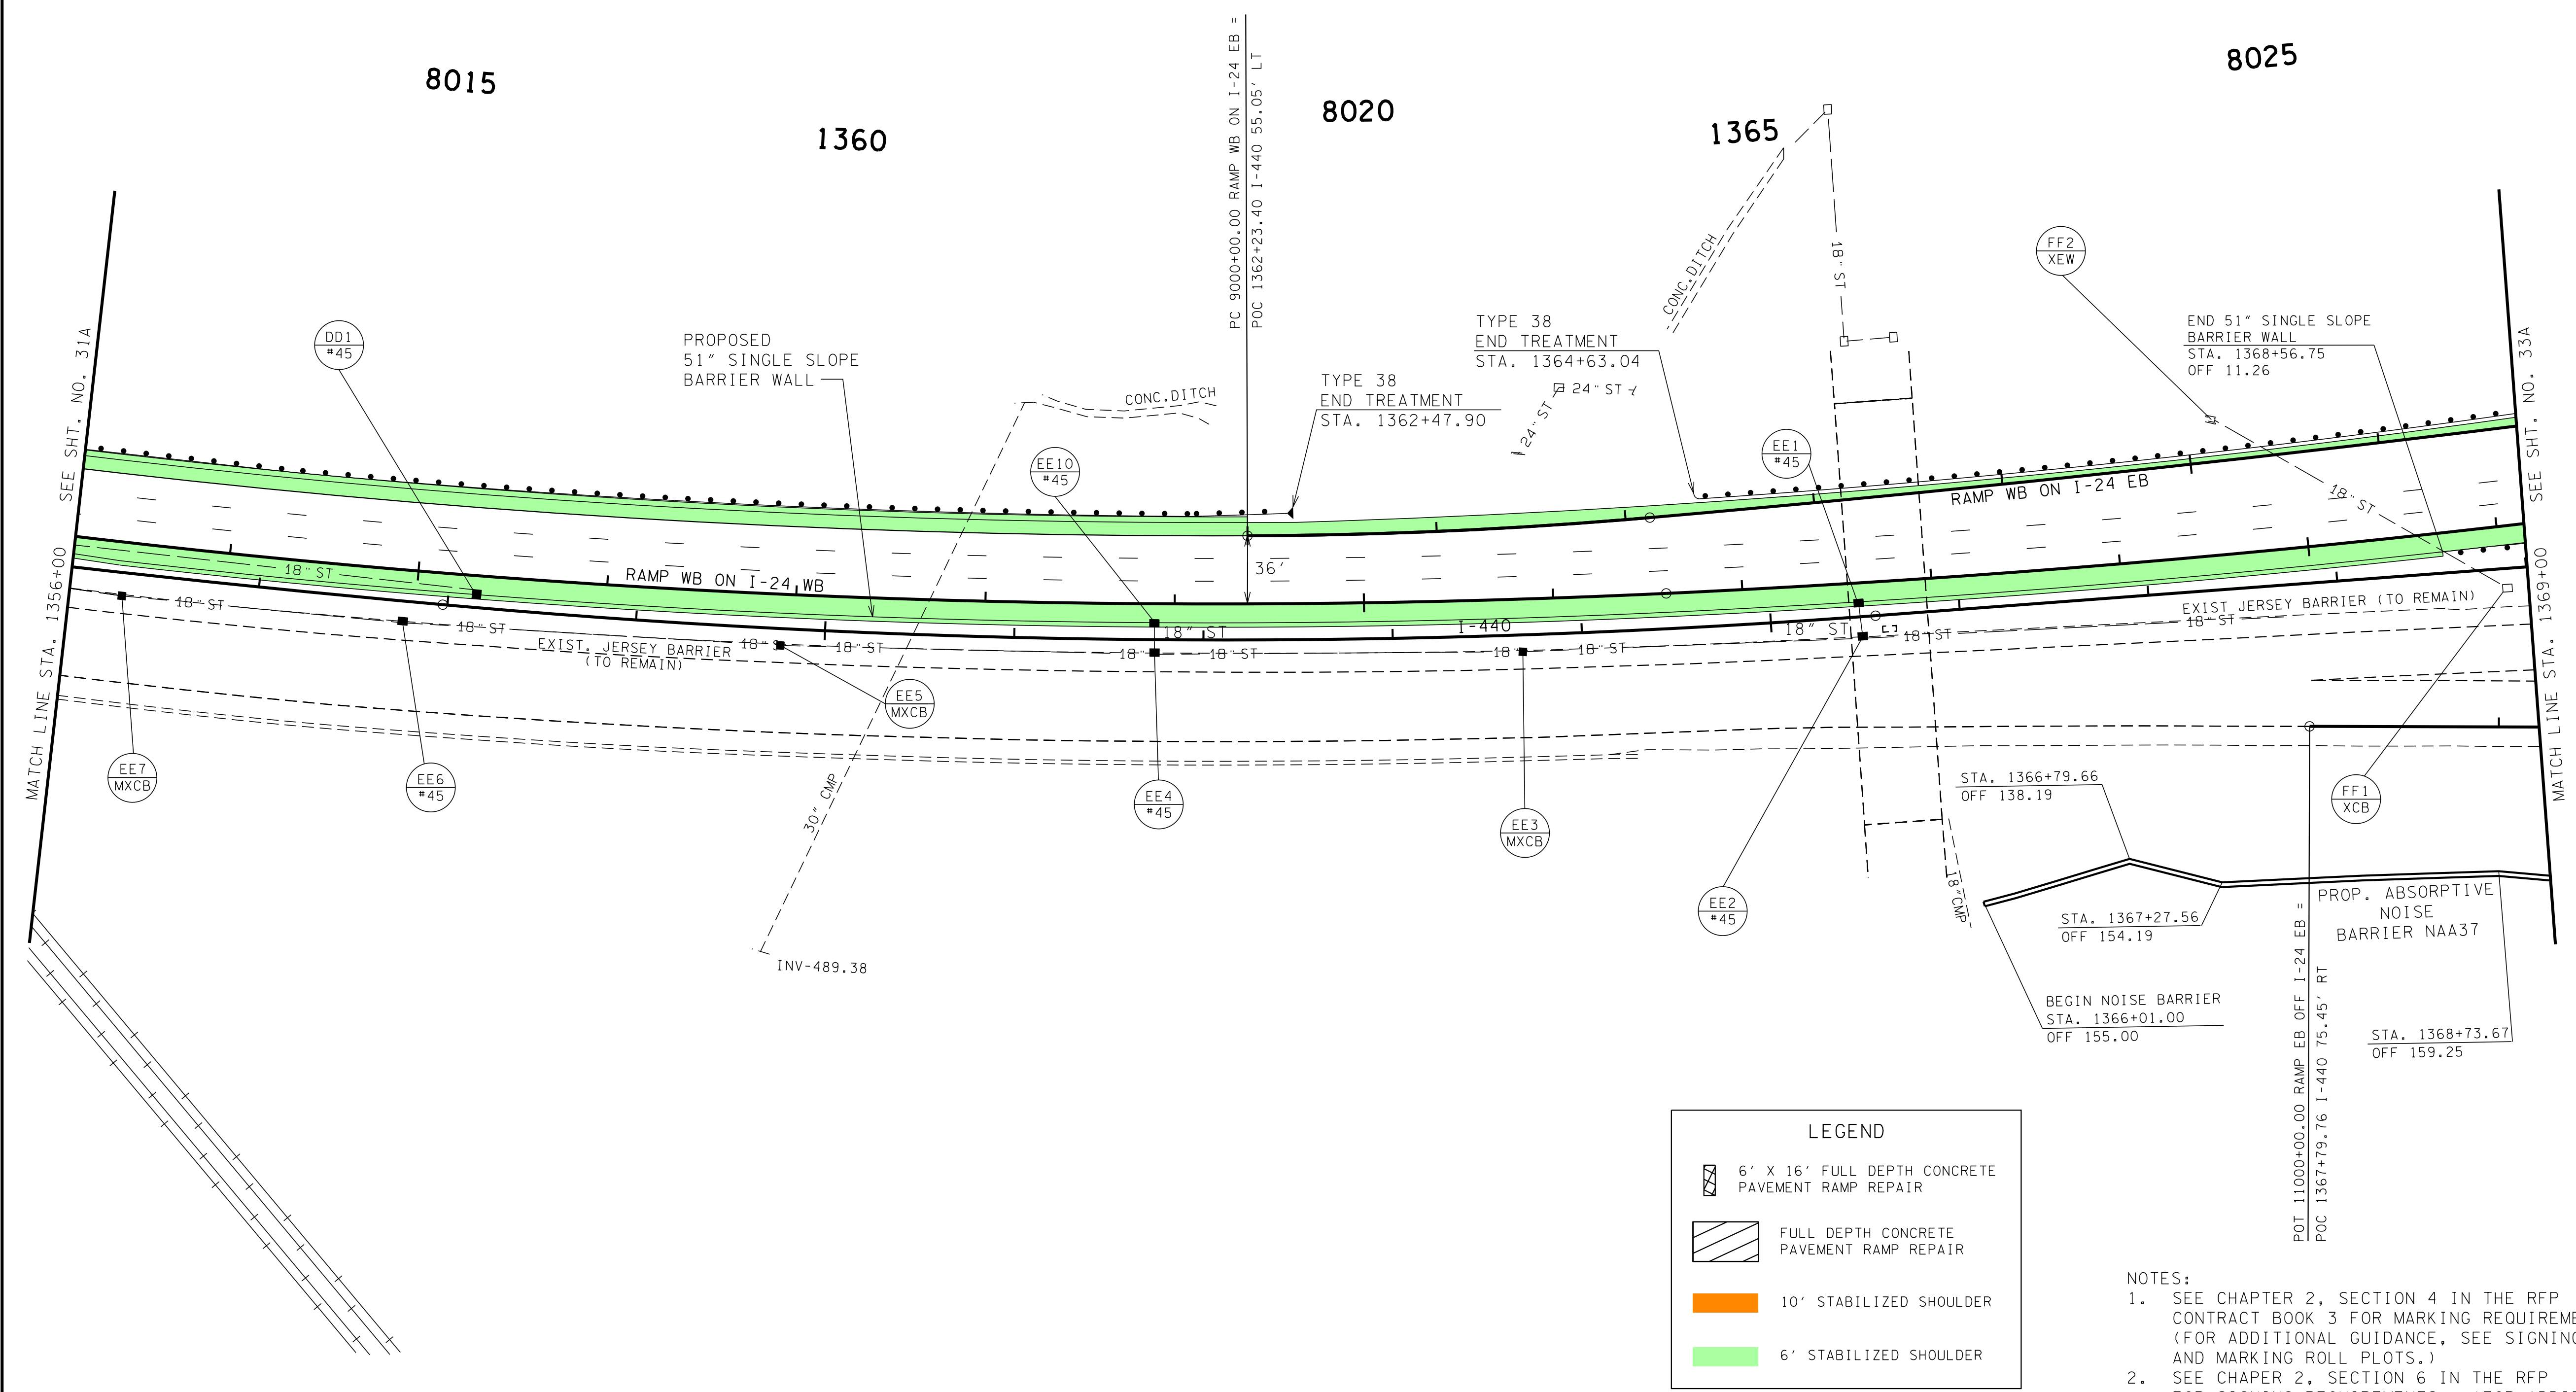 8015
1360
8020
1365
8025
PC 9000+00.00 RAMP WB ON I-24 EB =
POC 1362+23.40 I-440 55.05' LT
MATCH LINE STA. 1356+00 SEE SHT. NO. 31A
MATCH LINE STA. 1369+00 SEE SHT. NO. 33A
DD1
#45
PROPOSED
51" SINGLE SLOPE
BARRIER WALL
CONC.DITCH
EE10
#45
TYPE 38
END TREATMENT
STA. 1362+47.90
TYPE 38
END TREATMENT
STA. 1364+63.04
24" ST
24" ST
CONC.DITCH
18" ST
EE1
#45
FF2
XEW
END 51" SINGLE SLOPE
BARRIER WALL
STA. 1368+56.75
OFF 11.26
RAMP WB ON I-24 EB
18" ST
36'
18" ST
RAMP WB ON I-24 WB
18" ST
18" ST
EXIST. JERSEY BARRIER
(TO REMAIN)
18" S
18" ST
18" ST
18"
18" ST
I-440
18"
18" ST
18" ST
18" ST
EXIST JERSEY BARRIER (TO REMAIN)
18" ST
EE7
MXCB
EE6
#45
EE5
MXCB
30" CMP
INV-489.38
EE4
#45
EE3
MXCB
EE2
#45
18"CMP
STA. 1366+79.66
OFF 138.19
FF1
XCB
STA. 1367+27.56
OFF 154.19
PROP. ABSORPTIVE
NOISE
BARRIER NAA37
BEGIN NOISE BARRIER
STA. 1366+01.00
OFF 155.00
STA. 1368+73.67
OFF 159.25
POT 11000+00.00 RAMP EB OFF I-24 EB =
POC 1367+79.76 I-440 75.45' RT
LEGEND
6' X 16' FULL DEPTH CONCRETE
PAVEMENT RAMP REPAIR
FULL DEPTH CONCRETE
PAVEMENT RAMP REPAIR
10' STABILIZED SHOULDER
6' STABILIZED SHOULDER
NOTES:
1. SEE CHAPTER 2, SECTION 4 IN THE RFP
CONTRACT BOOK 3 FOR MARKING REQUIREME
(FOR ADDITIONAL GUIDANCE, SEE SIGNING
AND MARKING ROLL PLOTS.)
2. SEE CHAPER 2, SECTION 6 IN THE RFP